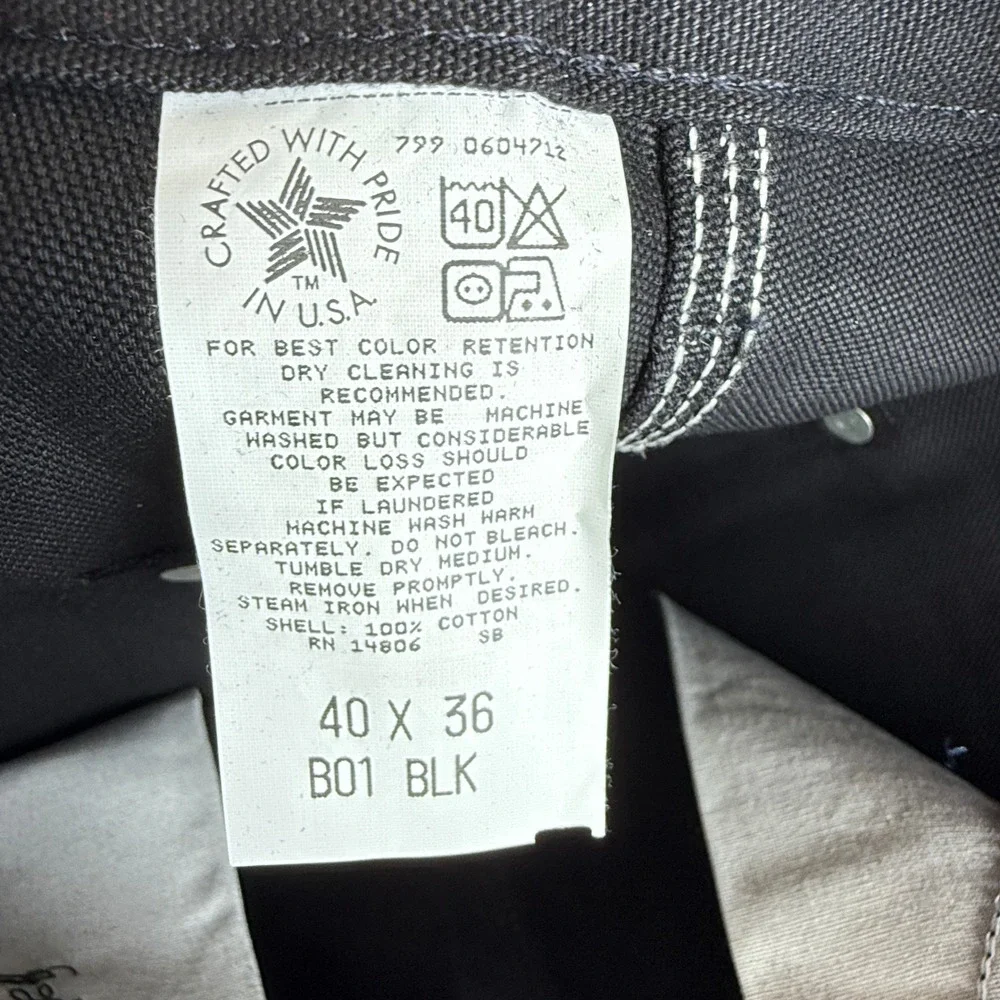 CRAFTED WITH PRIDE
TM
IN U.S.A.
799 0604712
40
FOR BEST COLOR RETENTION
DRY CLEANING IS
RECOMMENDED.
GARMENT MAY BE MACHINE
WASHED BUT CONSIDERABLE
COLOR LOSS SHOULD
BE EXPECTED
IF LAUNDERED
MACHINE WASH WARM
SEPARATELY. DO NOT BLEACH.
TUMBLE DRY MEDIUM.
REMOVE PROMPTLY.
STEAM IRON WHEN DESIRED.
SHELL: 100% COTTON
RN 14806 SB
40 X 36
B01 BLK